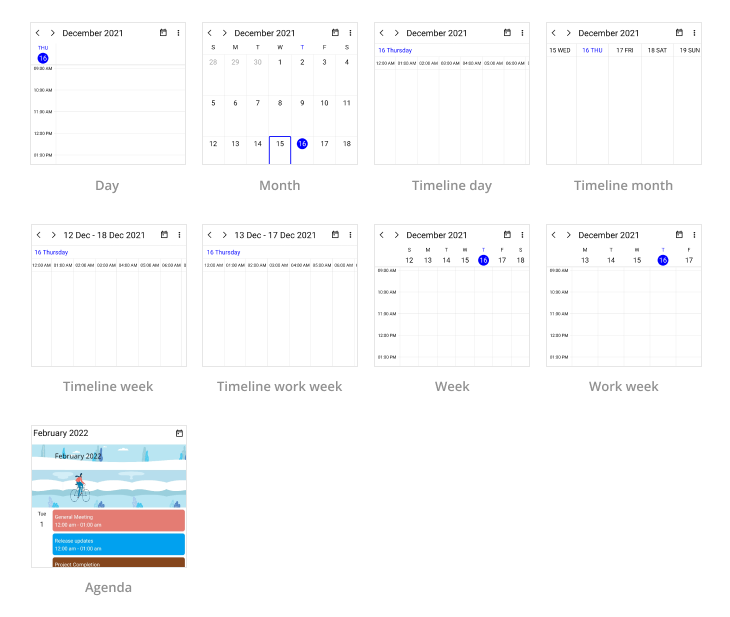 December 2021
THU
16
09:00 AM
10:00 AM
11:00 AM
12:00 PM
01:00 PM
Day
December 2021
S M T W T F S
28 29 30 1 2 3 4
5 6 7 8 9 10 11
12 13 14 15 16 17 18
Month
December 2021
16 Thursday
12:00 AM 01:00 AM 02:00 AM 03:00 AM 04:00 AM 05:00 AM 06:00 AM
Timeline day
December 2021
15 WED 16 THU 17 FRI 18 SAT 19 SUN
Timeline month
12 Dec - 18 Dec 2021
16 Thursday
12:00 AM 01:00 AM 02:00 AM 03:00 AM 04:00 AM 05:00 AM 06:00 AM
Timeline week
13 Dec - 17 Dec 2021
16 Thursday
12:00 AM 01:00 AM 02:00 AM 03:00 AM 04:00 AM 05:00 AM 06:00 AM
Timeline work week
December 2021
S M T W T F S
12 13 14 15 16 17 18
09:00 AM
10:00 AM
11:00 AM
12:00 PM
01:00 PM
Week
December 2021
M T W T F
13 14 15 16 17
09:00 AM
10:00 AM
11:00 AM
12:00 PM
01:00 PM
Work week
February 2022
February 2022
Tue
1
General Meeting
12:00 am - 01:00 am
Release updates
12:00 am - 01:00 am
Project Completion
Agenda